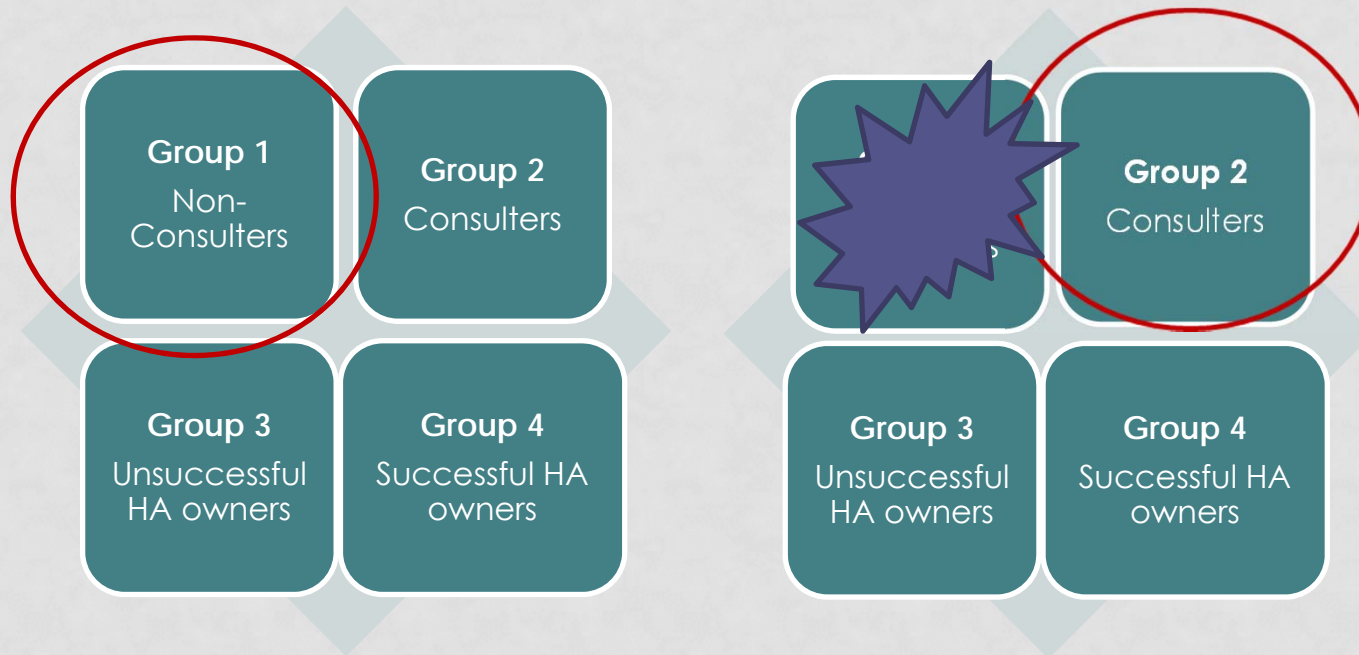 Group 1
Non-
Consulters
Group 2
Consulters
Group 3
Unsuccessful
HA owners
Group 4
Successful HA
owners
Group 2
Consulters
Group 3
Unsuccessful
HA owners
Group 4
Successful HA
owners